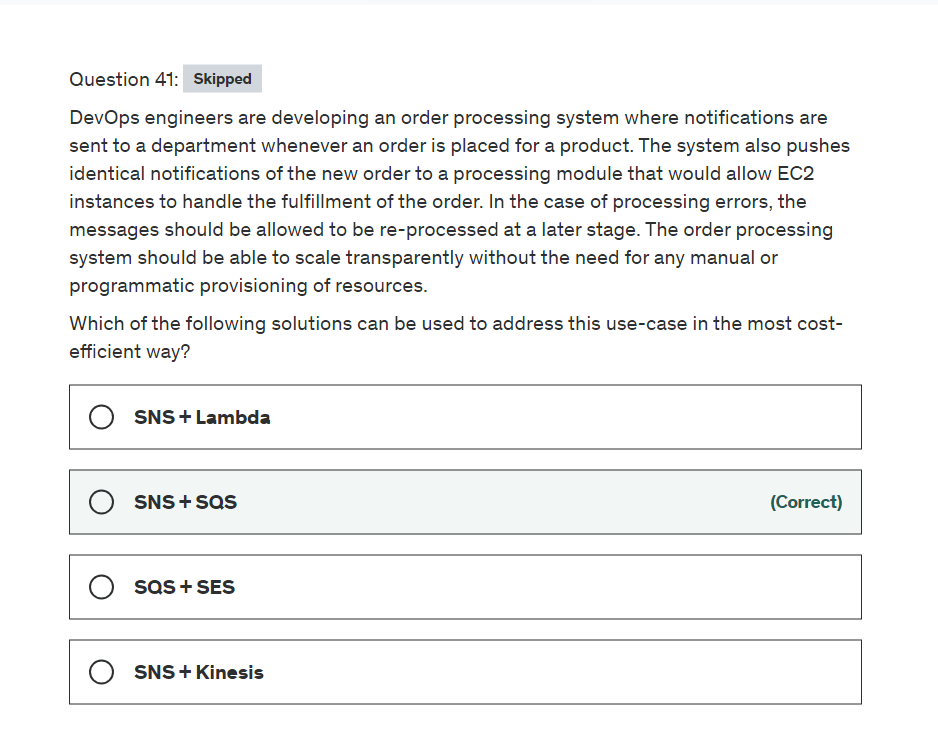 Question 41: Skipped
DevOps engineers are developing an order processing system where notifications are
sent to a department whenever an order is placed for a product. The system also pushes
identical notifications of the new order to a processing module that would allow EC2
instances to handle the fulfillment of the order. In the case of processing errors, the
messages should be allowed to be re-processed at a later stage. The order processing
system should be able to scale transparently without the need for any manual or
programmatic provisioning of resources.
Which of the following solutions can be used to address this use-case in the most cost-
efficient way?
SNS + Lambda
SNS + SQS (Correct)
SQS + SES
SNS + Kinesis